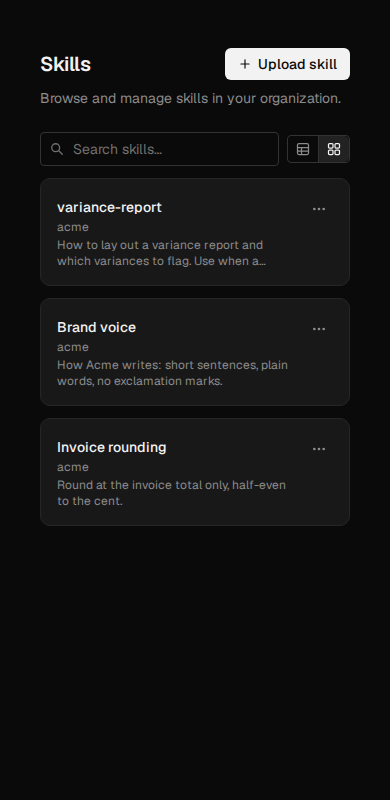 Skills
Upload skill
Browse and manage skills in your organization.
Search skills...
variance-report
acme
How to lay out a variance report and
which variances to flag. Use when a...
Brand voice
acme
How Acme writes: short sentences, plain
words, no exclamation marks.
Invoice rounding
acme
Round at the invoice total only, half-even
to the cent.